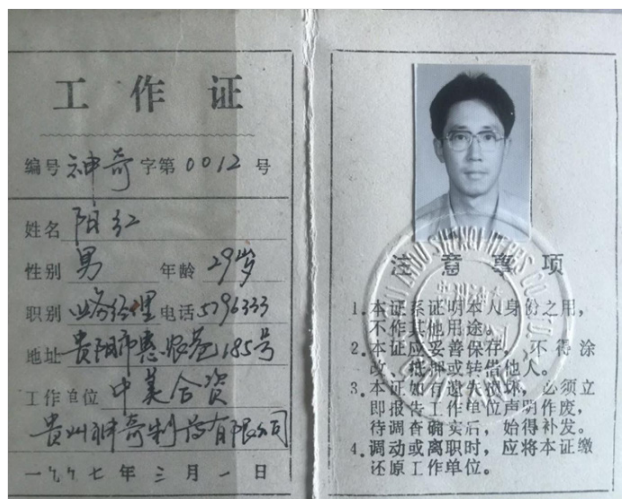 工作证
编号 神奇 字第 0012 号
姓名 阳红
性别 男 年龄 29岁
职别 业务经理 电话 5796333
地址 贵阳市惠 巷185号
工作单位 中美合资
贵州神奇制药有限公司
一九九七年三月一日
注意事项
1.本证系证明本人身份之用,
不作其他用途。
2.本证应妥善保存,不得涂
改、抵押或转借他人。
3.本证如有遗失损坏,必须立
即报告工作单位声明作废,
待调查确实后,始得补发。
4.调动或离职时,应将本证缴
还原工作单位。